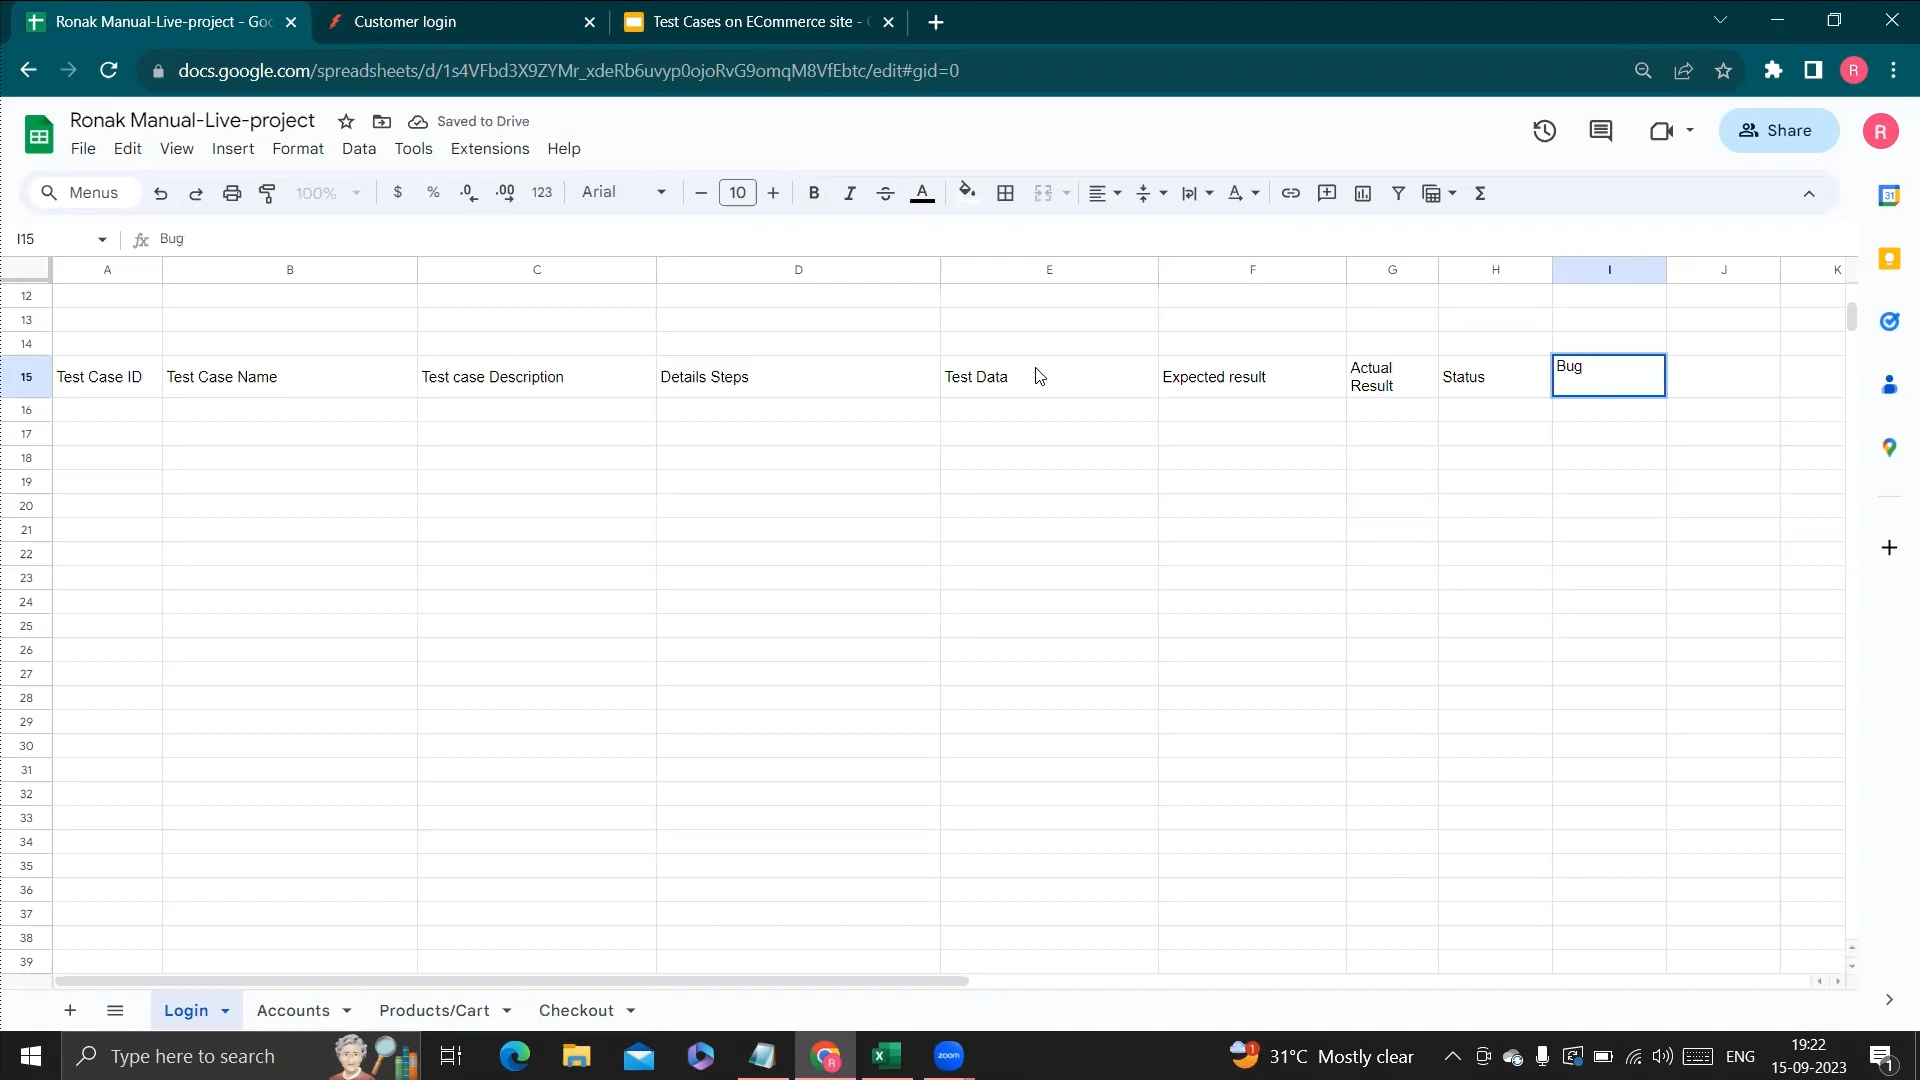 Ronak Manual-Live-project - Goo
Customer login
Test Cases on ECommerce site -
docs.google.com/spreadsheets/d/1s4VFbd3X9ZYMr_xdeRb6uvyp0ojoRvG9omqM8VfEbtc/edit#gid=0
R
Ronak Manual-Live-project
Saved to Drive
Share
R
File Edit View Insert Format Data Tools Extensions Help
Menus
100%
$ % .0 .00 123
Arial
10
B I A
Σ
31
I15
fx Bug
A B C D E F G H I J K
12
13
14
15 Test Case ID Test Case Name Test case Description Details Steps Test Data Expected result Actual Result Status Bug
16
17
18
19
20
21
22
23
24
25
26
27
28
29
30
31
32
33
34
35
36
37
38
39
Login Accounts Products/Cart Checkout
Type here to search
zoom
1
31°C Mostly clear
ENG
19:22
15-09-2023
1